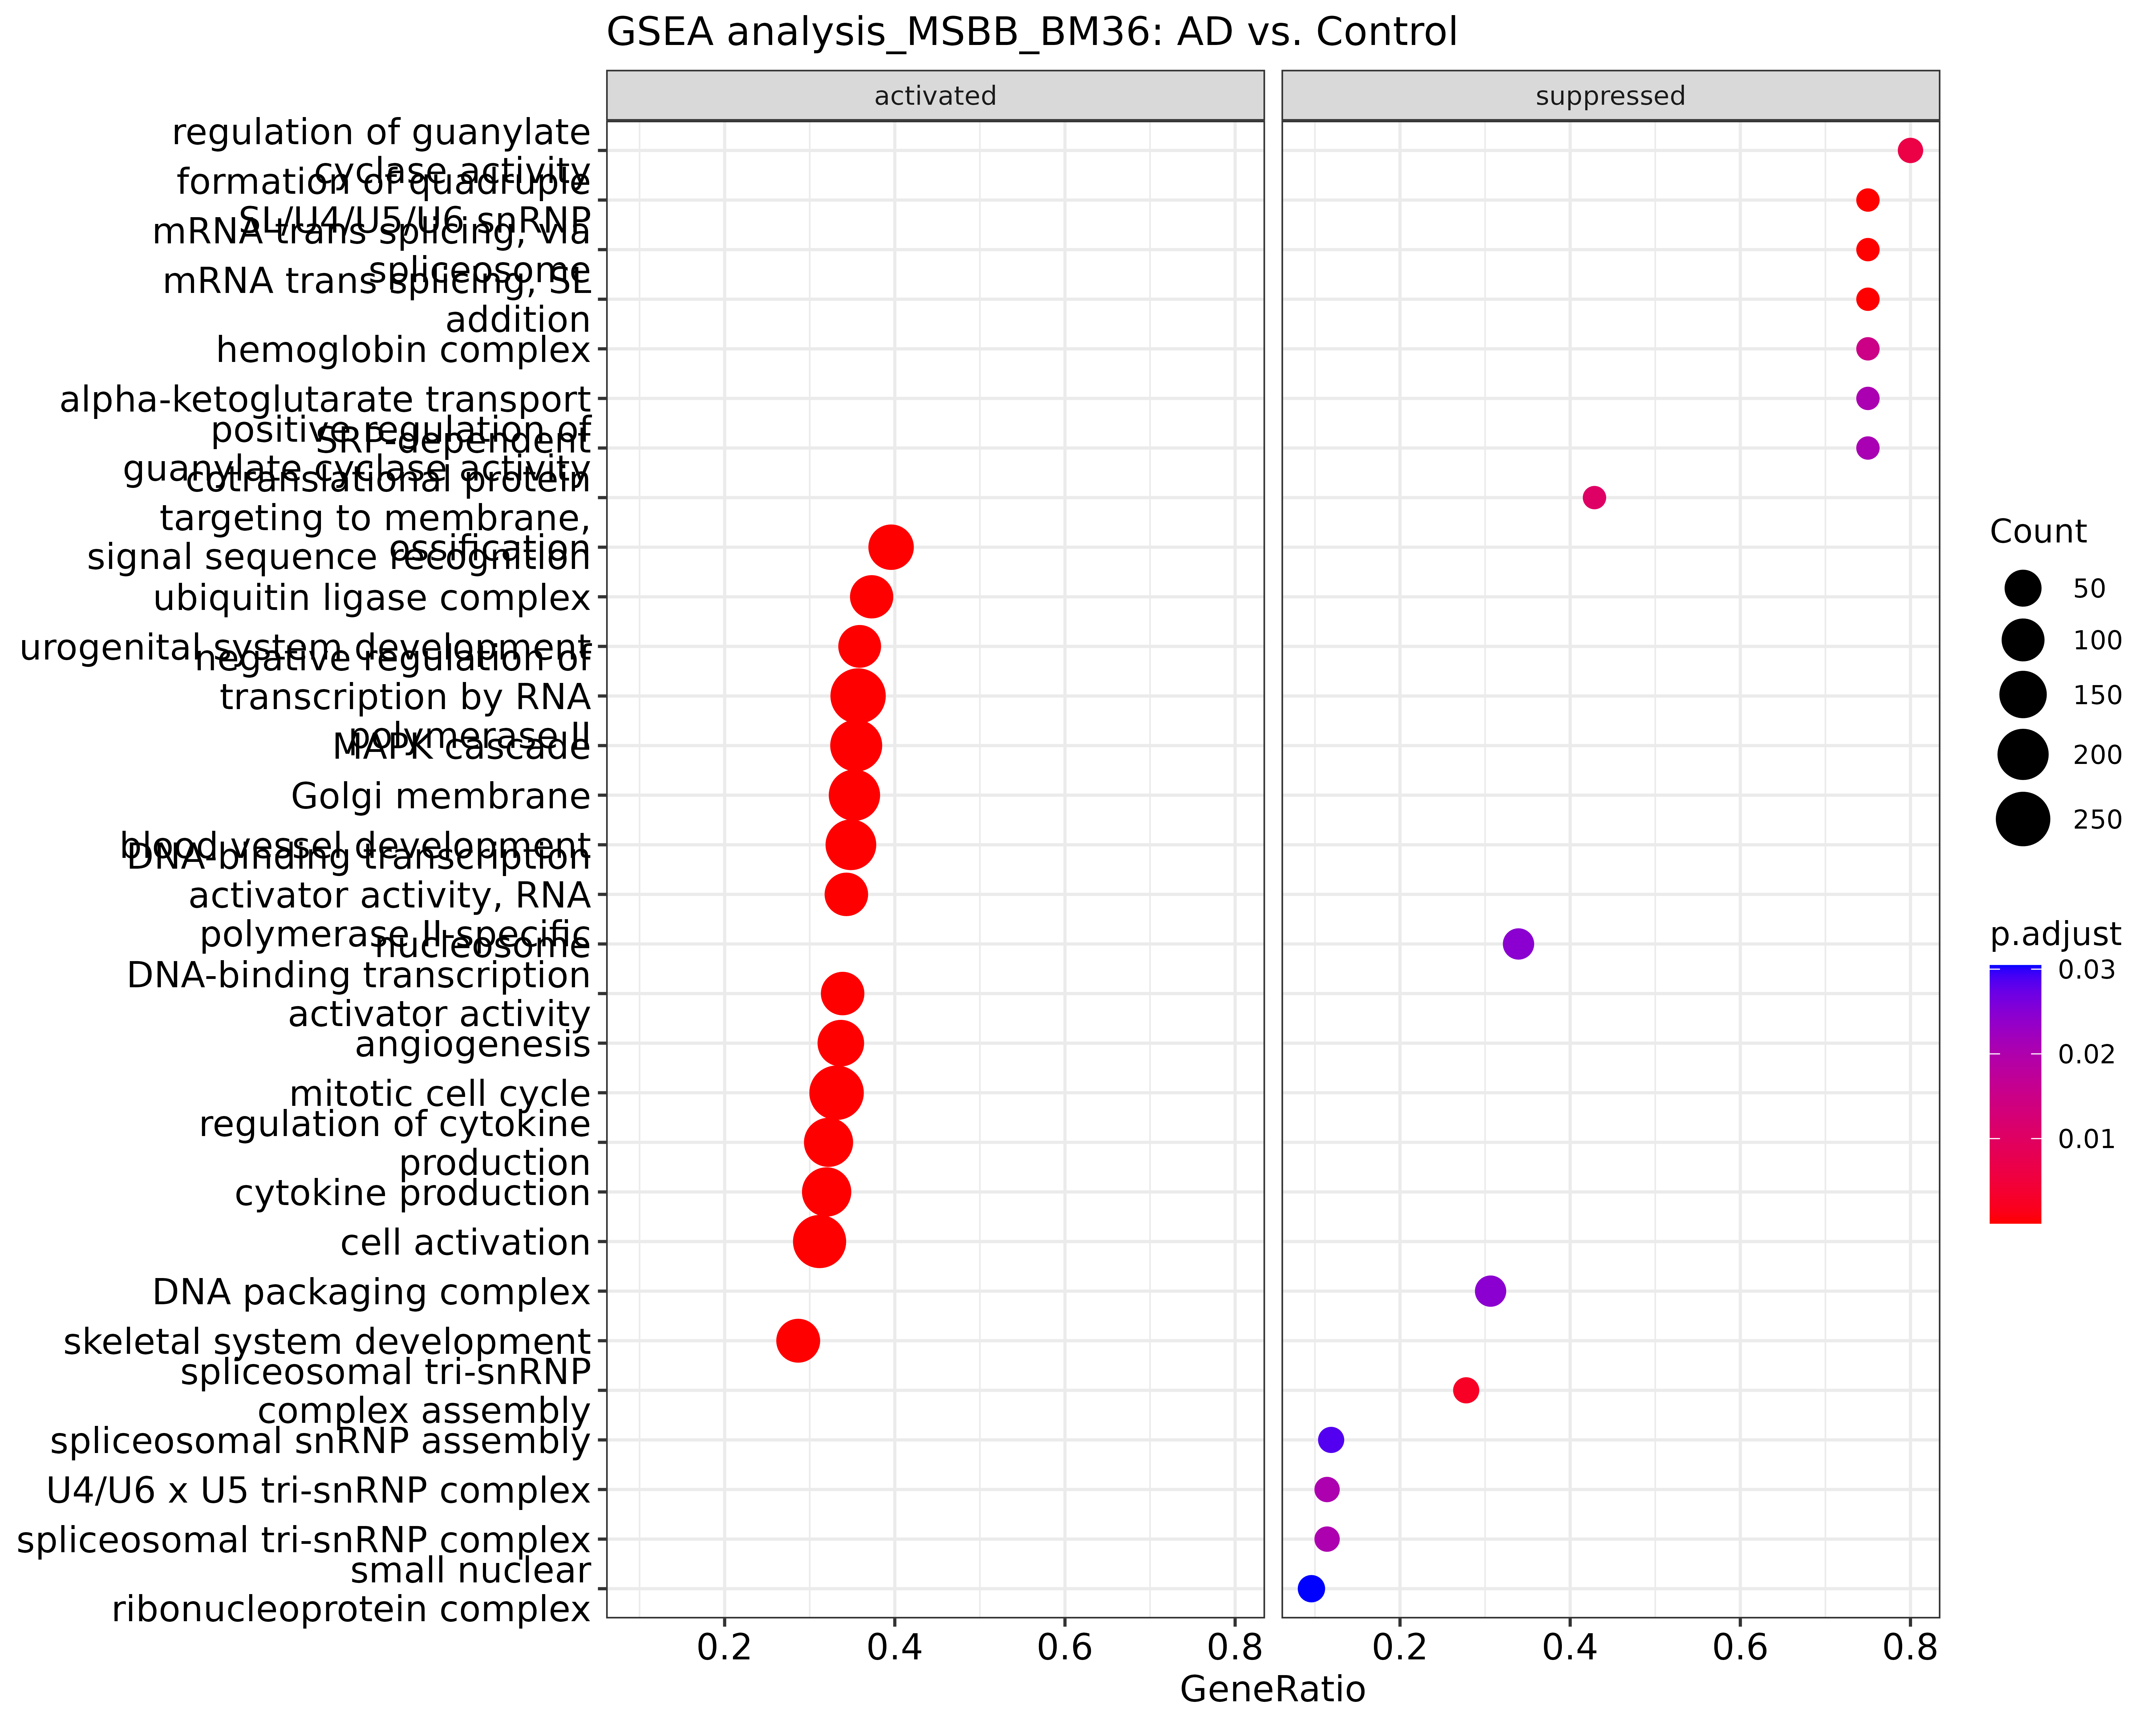 GSEA analysis_MSBB_BM36: AD vs. Control
activated
suppressed
regulation of guanylate
cyclase activity
formation of quadruple
SL/U4/U5/U6 snRNP
mRNA trans splicing, via
spliceosome
mRNA trans splicing, SL
addition
hemoglobin complex
alpha-ketoglutarate transport
positive regulation of
guanylate cyclase activity
SRP-dependent
cotranslational protein
targeting to membrane,
signal sequence recognition
ossification
ubiquitin ligase complex
urogenital system development
negative regulation of
transcription by RNA
polymerase II
MAPK cascade
Golgi membrane
blood vessel development
DNA-binding transcription
activator activity, RNA
polymerase II-specific
nucleosome
DNA-binding transcription
activator activity
angiogenesis
mitotic cell cycle
regulation of cytokine
production
cytokine production
cell activation
DNA packaging complex
skeletal system development
spliceosomal tri-snRNP
complex assembly
spliceosomal snRNP assembly
U4/U6 x U5 tri-snRNP complex
spliceosomal tri-snRNP complex
small nuclear
ribonucleoprotein complex
0.2 0.4 0.6 0.8
0.2 0.4 0.6 0.8
GeneRatio
Count
50
100
150
200
250
p.adjust
0.03
0.02
0.01